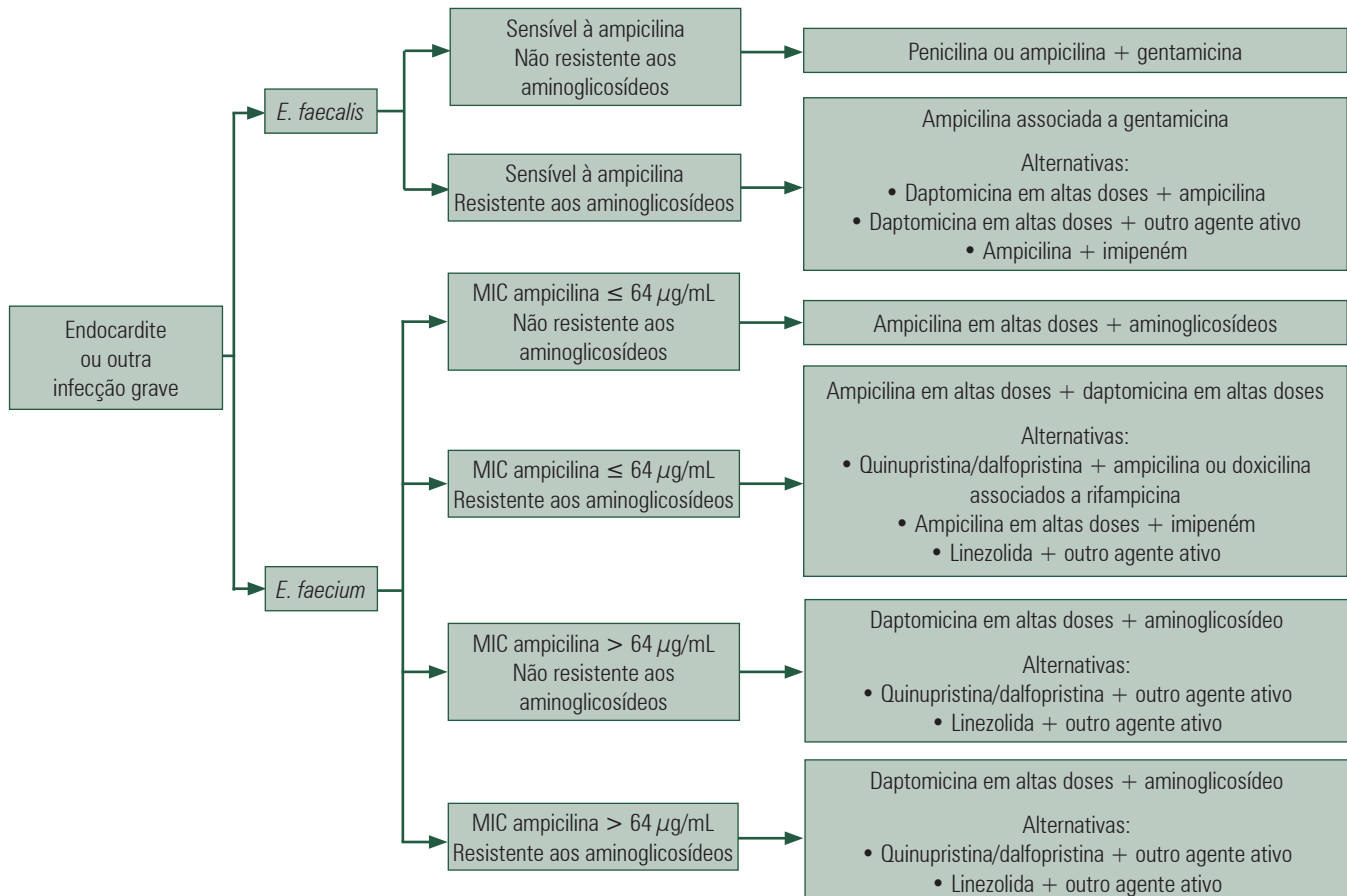 Endocardite
ou outra
infecção grave
E. faecalis
Sensível à ampicilina
Não resistente aos
aminoglicosídeos
Penicilina ou ampicilina + gentamicina
Sensível à ampicilina
Resistente aos aminoglicosídeos
Ampicilina associada a gentamicina
Alternativas:
• Daptomicina em altas doses + ampicilina
• Daptomicina em altas doses + outro agente ativo
• Ampicilina + imipeném
E. faecium
MIC ampicilina ≤ 64 µg/mL
Não resistente aos
aminoglicosídeos
Ampicilina em altas doses + aminoglicosídeos
MIC ampicilina ≤ 64 µg/mL
Resistente aos aminoglicosídeos
Ampicilina em altas doses + daptomicina em altas doses
Alternativas:
• Quinupristina/dalfopristina + ampicilina ou doxicilina
associados a rifampicina
• Ampicilina em altas doses + imipeném
• Linezolida + outro agente ativo
MIC ampicilina > 64 µg/mL
Não resistente aos
aminoglicosídeos
Daptomicina em altas doses + aminoglicosídeo
Alternativas:
• Quinupristina/dalfopristina + outro agente ativo
• Linezolida + outro agente ativo
MIC ampicilina > 64 µg/mL
Resistente aos aminoglicosídeos
Daptomicina em altas doses + aminoglicosídeo
Alternativas:
• Quinupristina/dalfopristina + outro agente ativo
• Linezolida + outro agente ativo